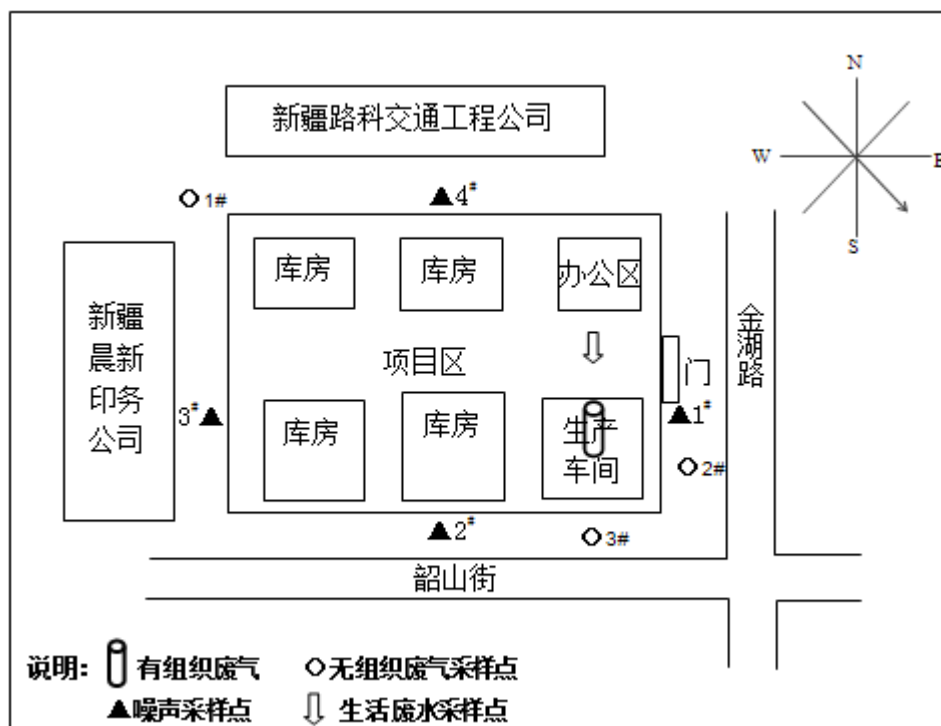 新疆路科交通工程公司
N
W
E
S
1#
4#
库房
库房
办公区
新疆
晨新
印务
公司
项目区
金湖路
门
3#
1#
库房
库房
生产
车间
2#
2#
3#
韶山街
说明:
有组织废气
无组织废气采样点
噪声采样点
生活废水采样点